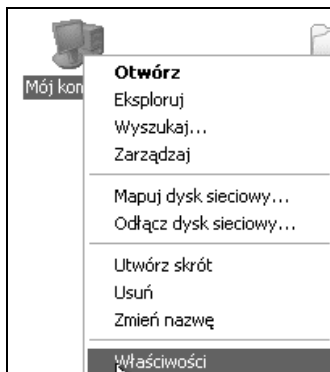 Mój kom
Otwórz
Eksploruj
Wyszukaj...
Zarządzaj
Mapuj dysk sieciowy...
Odłącz dysk sieciowy...
Utwórz skrót
Usuń
Zmień nazwę
Właściwości